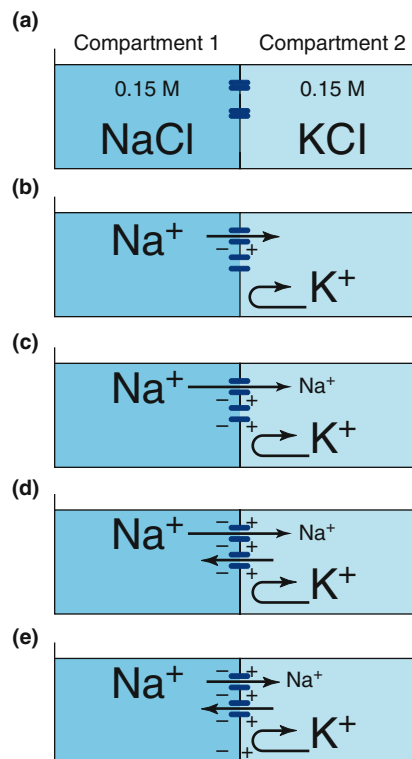 (a)
Compartment 1 Compartment 2
0.15 M 0.15 M
NaCl KCl
(b)
Na⁺
− +
K⁺
(c)
Na⁺ Na⁺
− +
− +
K⁺
(d)
− +
Na⁺ Na⁺
− +
− +
K⁺
(e)
Na⁺ − + Na⁺
− +
− +
K⁺
− +